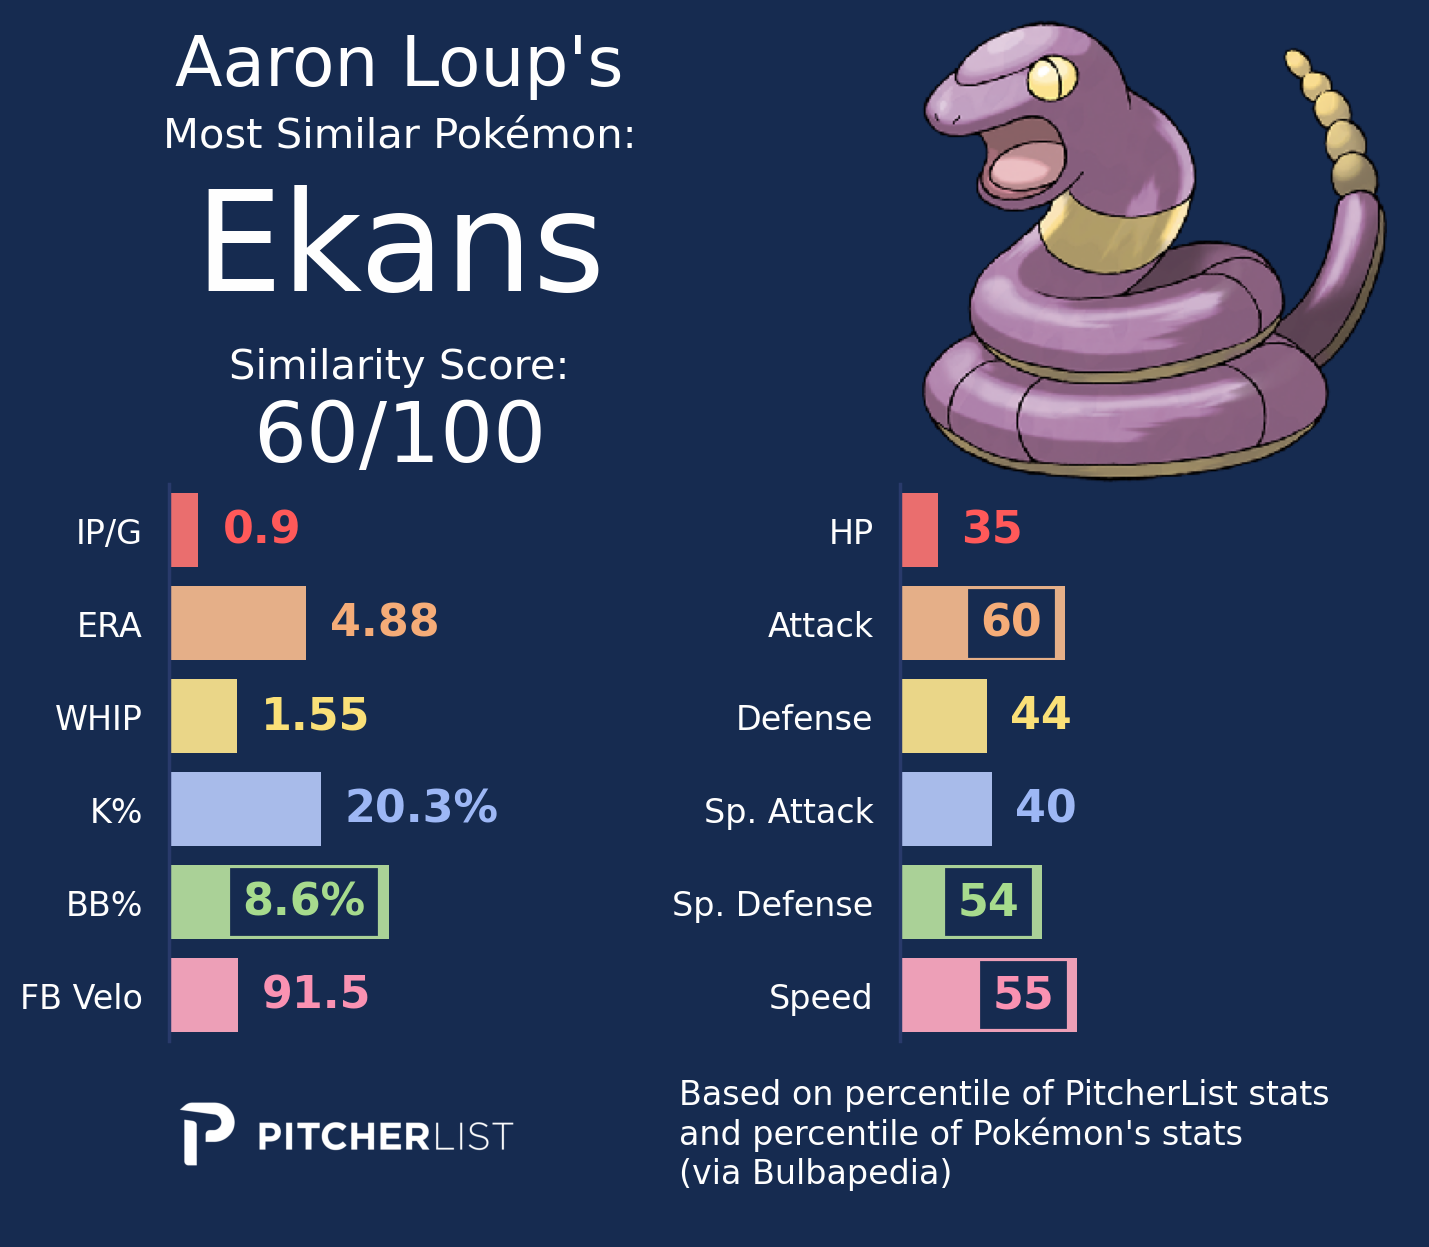 Aaron Loup's
Most Similar Pokémon:
Ekans
Similarity Score:
60/100
IP/G 0.9
ERA 4.88
WHIP 1.55
K% 20.3%
BB% 8.6%
FB Velo 91.5
HP 35
Attack 60
Defense 44
Sp. Attack 40
Sp. Defense 54
Speed 55
PITCHERLIST
Based on percentile of PitcherList stats
and percentile of Pokémon's stats
(via Bulbapedia)